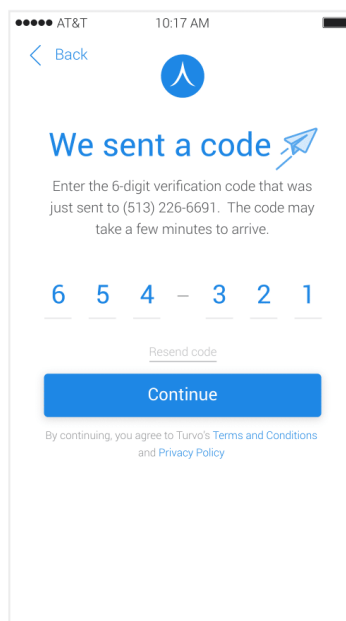 AT&T 10:17 AM
Back
We sent a code
Enter the 6-digit verification code that was
just sent to (513) 226-6691. The code may
take a few minutes to arrive.
6 5 4 – 3 2 1
Resend code
Continue
By continuing, you agree to Turvo's Terms and Conditions
and Privacy Policy